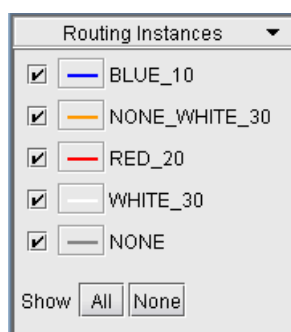 Routing Instances
BLUE_10
NONE_WHITE_30
RED_20
WHITE_30
NONE
Show All None